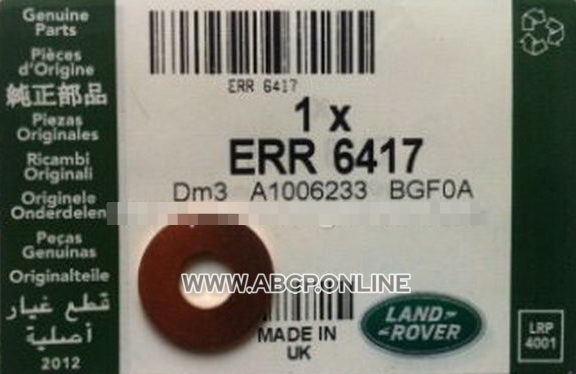 Genuine
Parts
Pièces
d'Origine
純正部品
Piezas
Originales
Ricambi
Originali
Originele
Onderdelen
Peças
Genuinas
Originalteile
قطع غيار
أصلية
2012
ERR 6417
1 x
ERR 6417
Dm3 A1006233 BGF0A
WWW.ABCP.ONLINE
MADE IN
UK
LAND-
-ROVER
LRP
4001